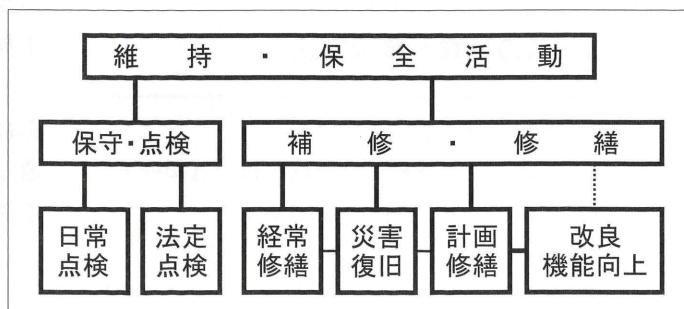 維持・保全活動
保守・点検
補修・修繕
日常
点検
法定
点検
経常
修繕
災害
復旧
計画
修繕
改良
機能向上